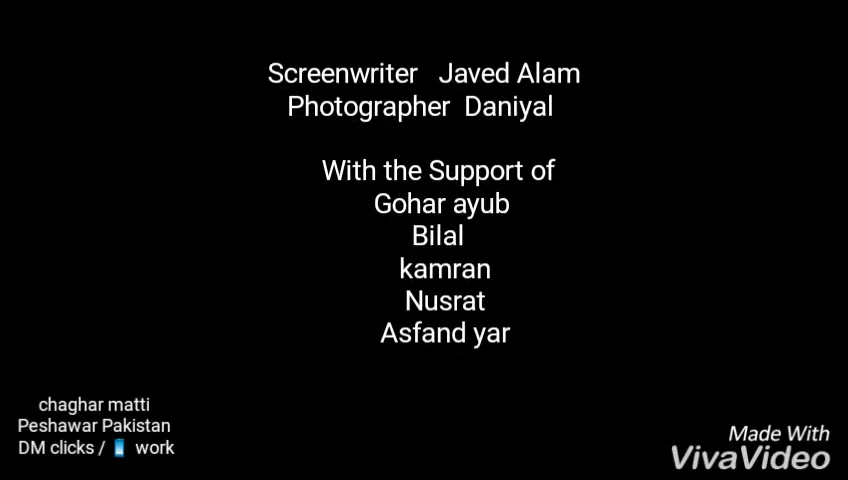 Screenwriter Javed Alam
Photographer Daniyal
With the Support of
Gohar ayub
Bilal
kamran
Nusrat
Asfand yar
chaghar matti
Peshawar Pakistan
DM clicks / 📱 work
Made With
VivaVideo